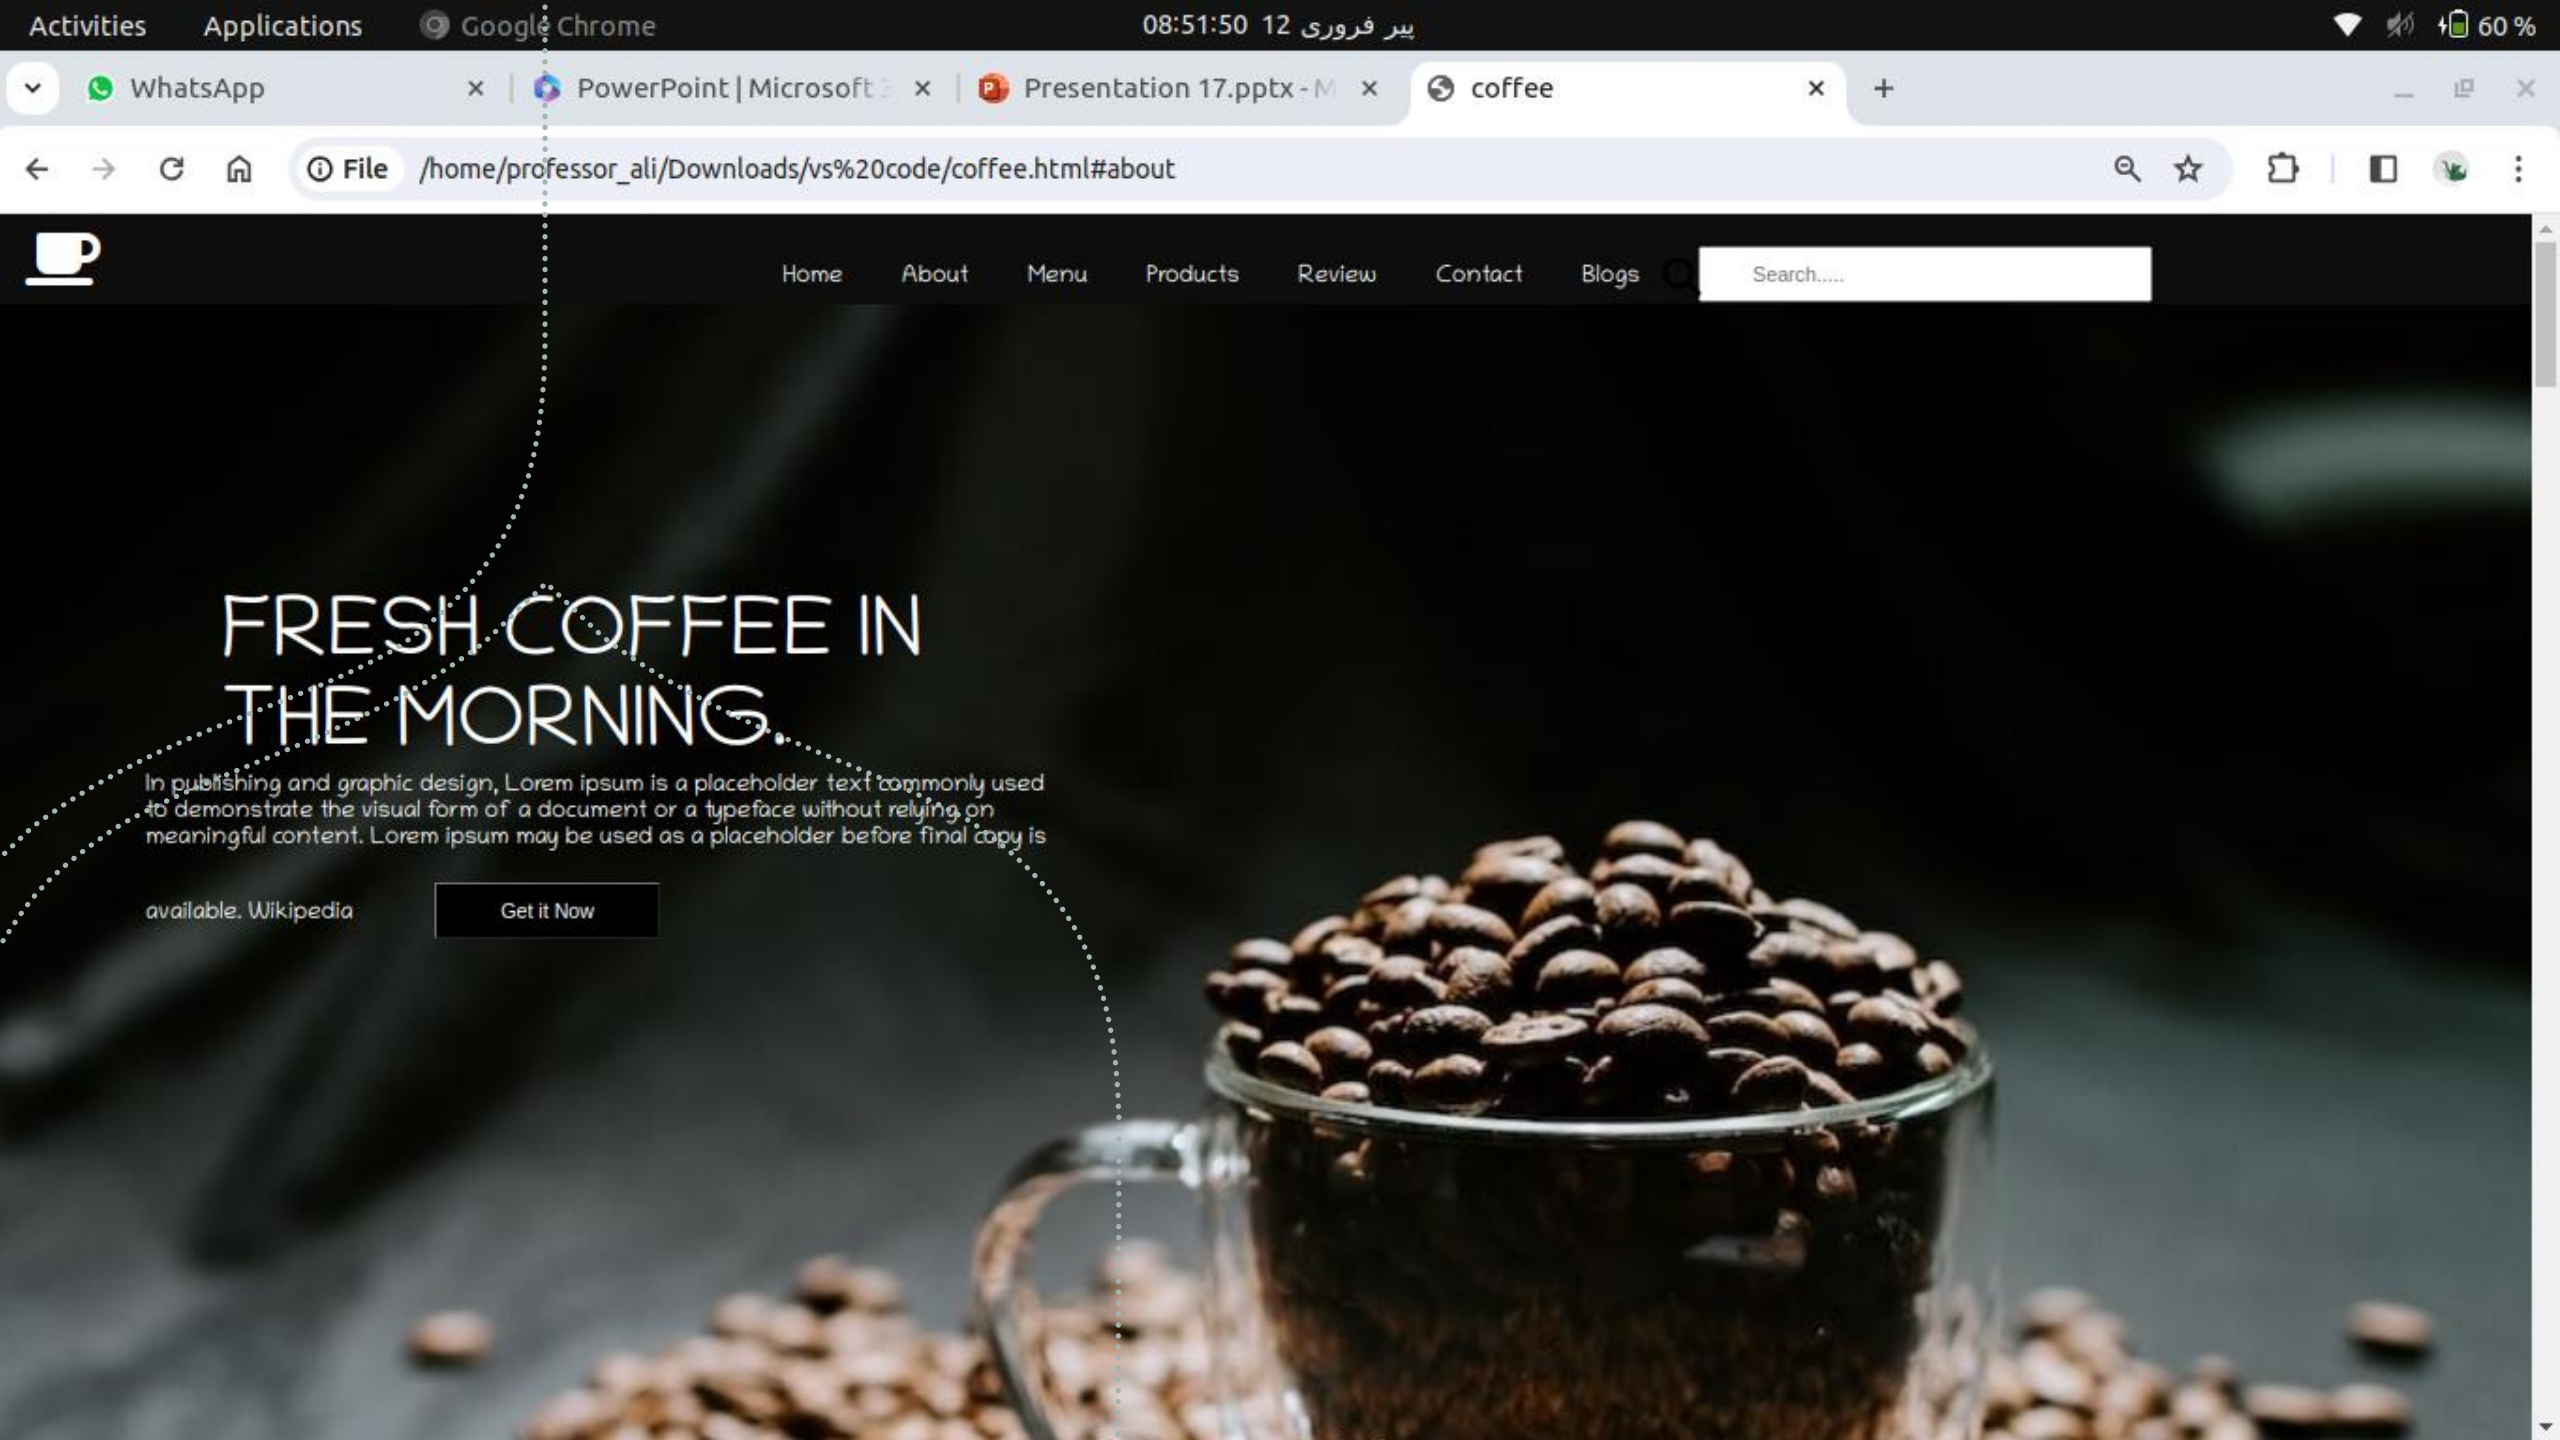 Activities Applications Google Chrome 08:51:50 12 پیر فروری 60 %
WhatsApp PowerPoint | Microsoft Presentation 17.pptx - M coffee
File /home/professor_ali/Downloads/vs%20code/coffee.html#about
Home About Menu Products Review Contact Blogs Search.....
FRESH COFFEE IN
THE MORNING.
In publishing and graphic design, Lorem ipsum is a placeholder text commonly used
to demonstrate the visual form of a document or a typeface without relying on
meaningful content. Lorem ipsum may be used as a placeholder before final copy is
available. Wikipedia Get it Now